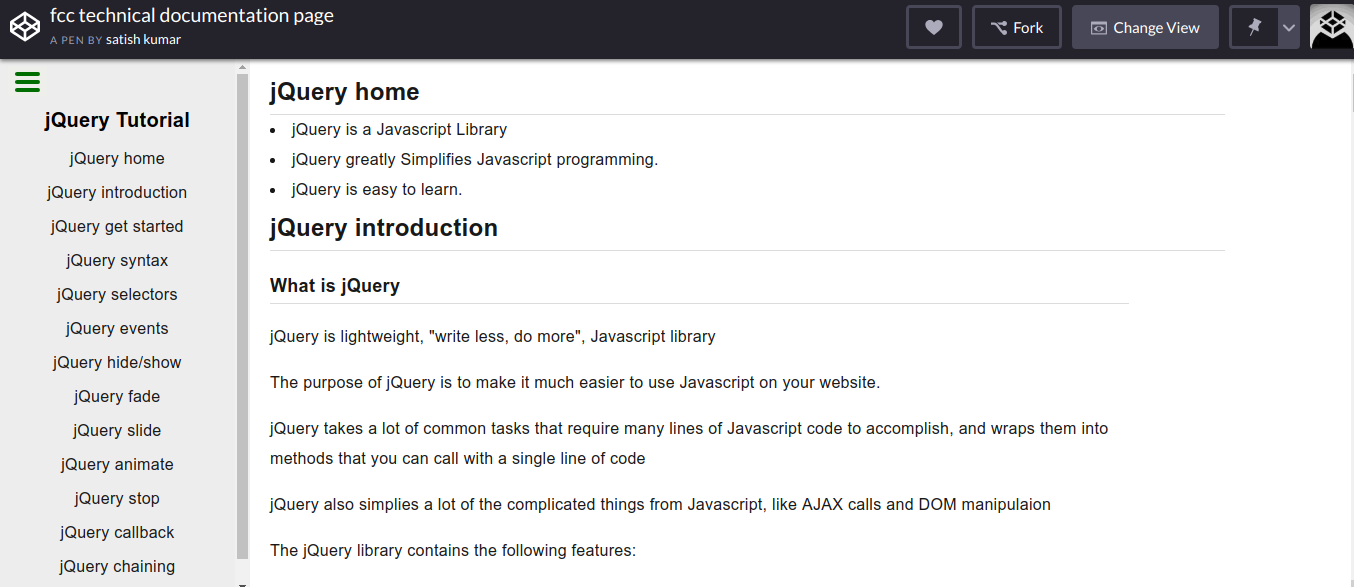 fcc technical documentation page
A PEN BY satish kumar
Fork
Change View
jQuery Tutorial
jQuery home
jQuery introduction
jQuery get started
jQuery syntax
jQuery selectors
jQuery events
jQuery hide/show
jQuery fade
jQuery slide
jQuery animate
jQuery stop
jQuery callback
jQuery chaining
jQuery home
jQuery is a Javascript Library
jQuery greatly Simplifies Javascript programming.
jQuery is easy to learn.
jQuery introduction
What is jQuery
jQuery is lightweight, "write less, do more", Javascript library
The purpose of jQuery is to make it much easier to use Javascript on your website.
jQuery takes a lot of common tasks that require many lines of Javascript code to accomplish, and wraps them into
methods that you can call with a single line of code
jQuery also simplies a lot of the complicated things from Javascript, like AJAX calls and DOM manipulaion
The jQuery library contains the following features: